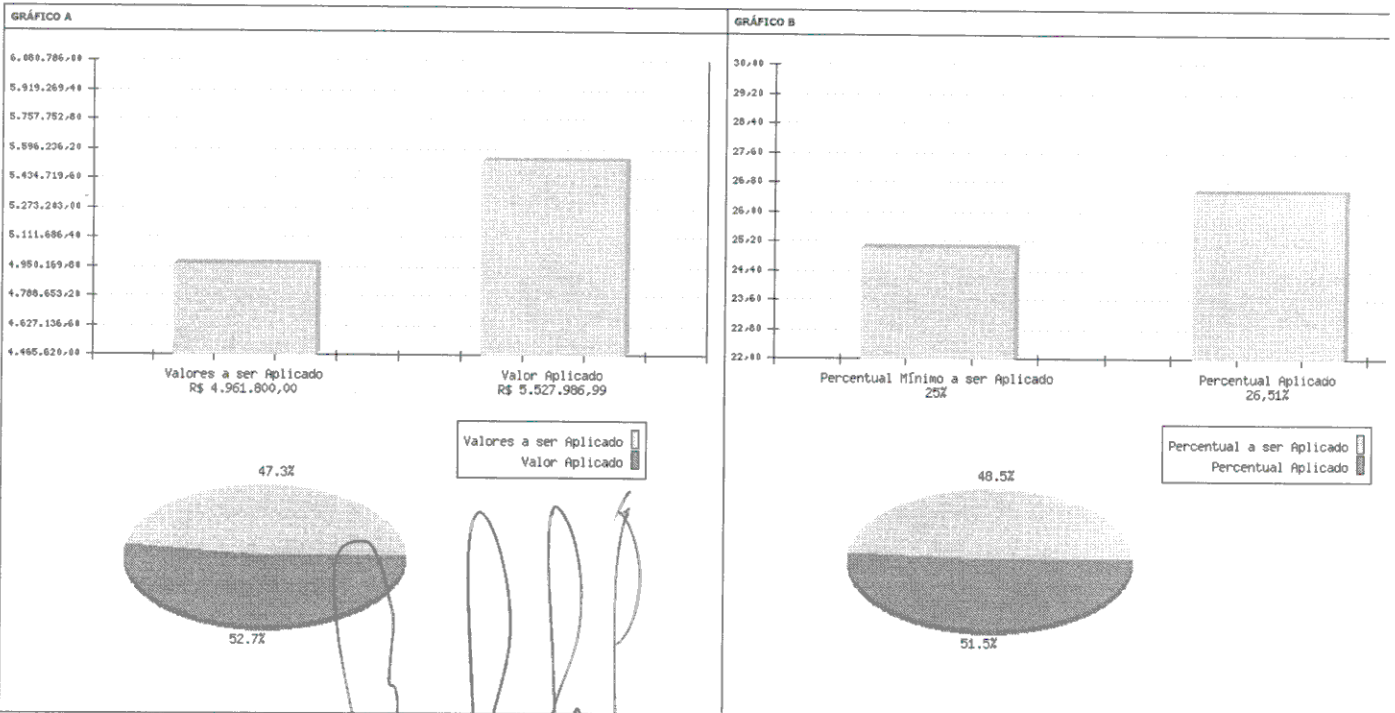 GRÁFICO A
6.080.786,00
5.919.269,40
5.757.752,80
5.596.236,20
5.434.719,60
5.273.203,00
5.111.686,40
4.950.169,80
4.788.653,20
4.627.136,60
4.465.620,00
Valores a ser Aplicado
R$ 4.961.800,00
Valor Aplicado
R$ 5.527.986,99
Valores a ser Aplicado
Valor Aplicado
47.3%
52.7%
GRÁFICO B
30,00
29,20
28,40
27,60
26,80
26,00
25,20
24,40
23,60
22,80
22,00
Percentual Mínimo a ser Aplicado
25%
Percentual Aplicado
26,51%
Percentual a ser Aplicado
Percentual Aplicado
48.5%
51.5%